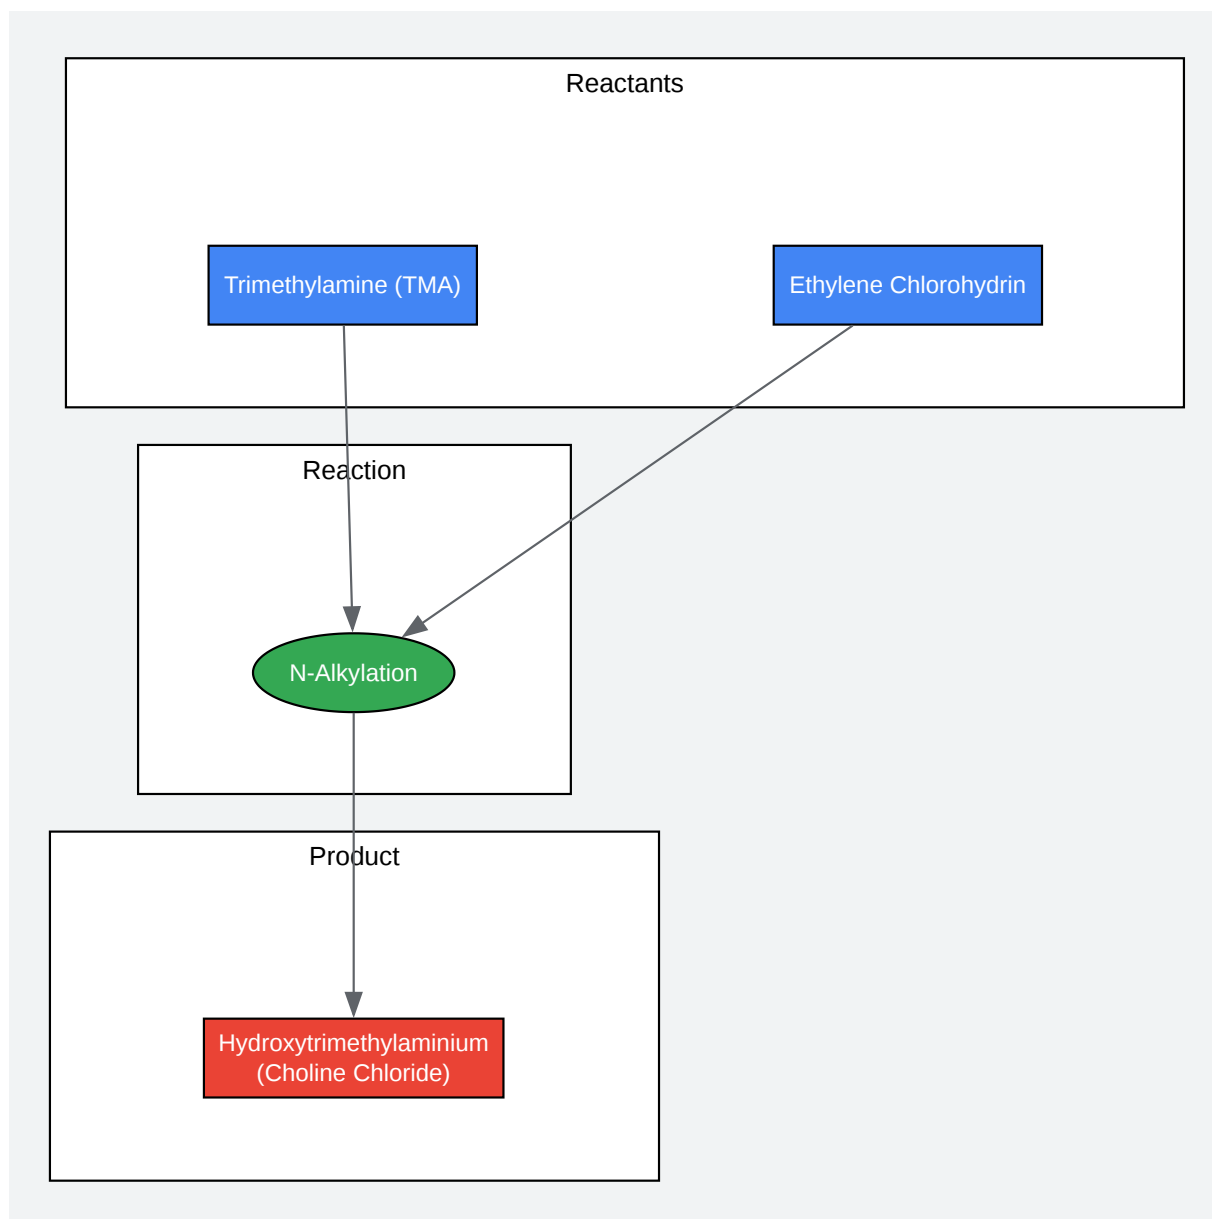 Reactants
Trimethylamine (TMA)
Ethylene Chlorohydrin
Reaction
N-Alkylation
Product
Hydroxytrimethylaminium
(Choline Chloride)